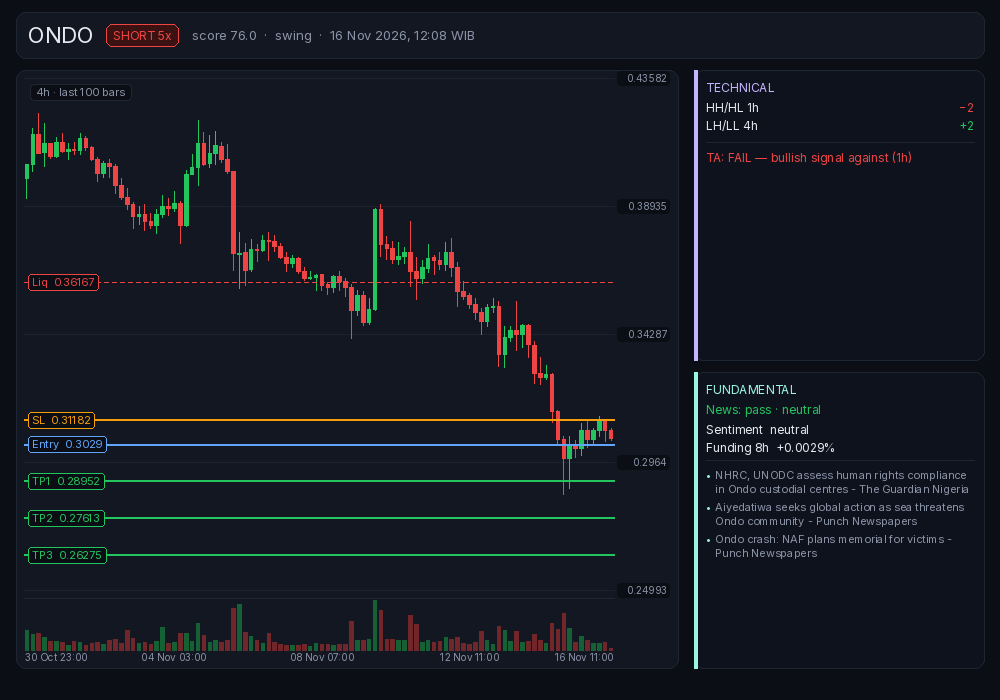 ONDO SHORT 5x score 76.0 · swing · 16 Nov 2026, 12:08 WIB
4h · last 100 bars
0.43582
0.38935
Liq 0.36167
0.34287
SL 0.31182
Entry 0.3029
0.2964
TP1 0.28952
TP2 0.27613
TP3 0.26275
0.24993
30 Oct 23:00 04 Nov 03:00 08 Nov 07:00 12 Nov 11:00 16 Nov 11:00
TECHNICAL
HH/HL 1h −2
LH/LL 4h +2
TA: FAIL — bullish signal against (1h)
FUNDAMENTAL
News: pass · neutral
Sentiment neutral
Funding 8h +0.0029%
• NHRC, UNODC assess human rights compliance
in Ondo custodial centres - The Guardian Nigeria
• Aiyedatiwa seeks global action as sea threatens
Ondo community - Punch Newspapers
• Ondo crash: NAF plans memorial for victims -
Punch Newspapers